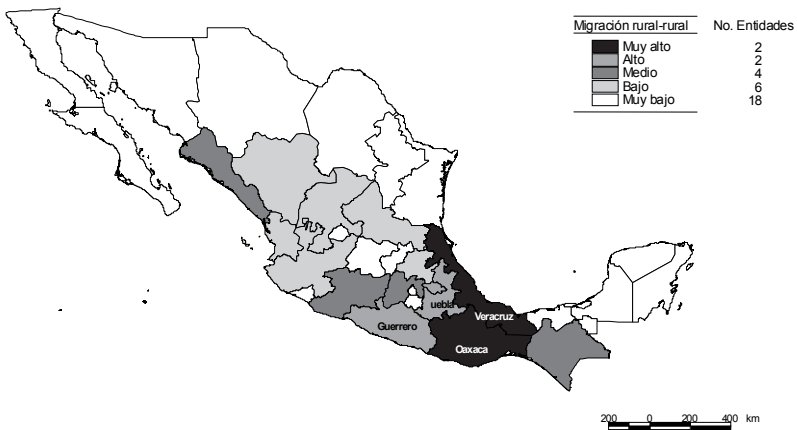 Migración rural-rural No. Entidades
Muy alto 2
Alto 2
Medio 4
Bajo 6
Muy bajo 18
uebla
Veracruz
Guerrero
Oaxaca
200 0 200 400 km